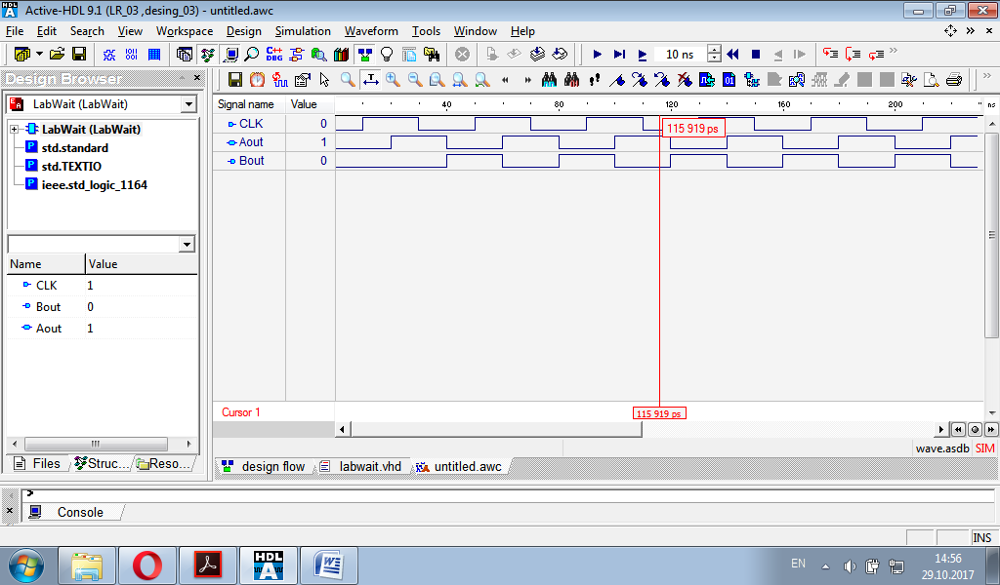 Active-HDL 9.1 (LR_03 ,desing_03) - untitled.awc
File Edit Search View Workspace Design Simulation Waveform Tools Window Help
10 ns
Design Browser
LabWait (LabWait)
LabWait (LabWait)
std.standard
std.TEXTIO
ieee.std_logic_1164
Name Value
CLK 1
Bout 0
Aout 1
Files Struc... Reso...
Signal name Value 40 80 120 160 200 ns
CLK 0
Aout 1
Bout 0
115 919 ps
Cursor 1
115 919 ps
wave.asdb SIM
design flow labwait.vhd untitled.awc
>
Console
INS
HDL
EN
14:56
29.10.2017